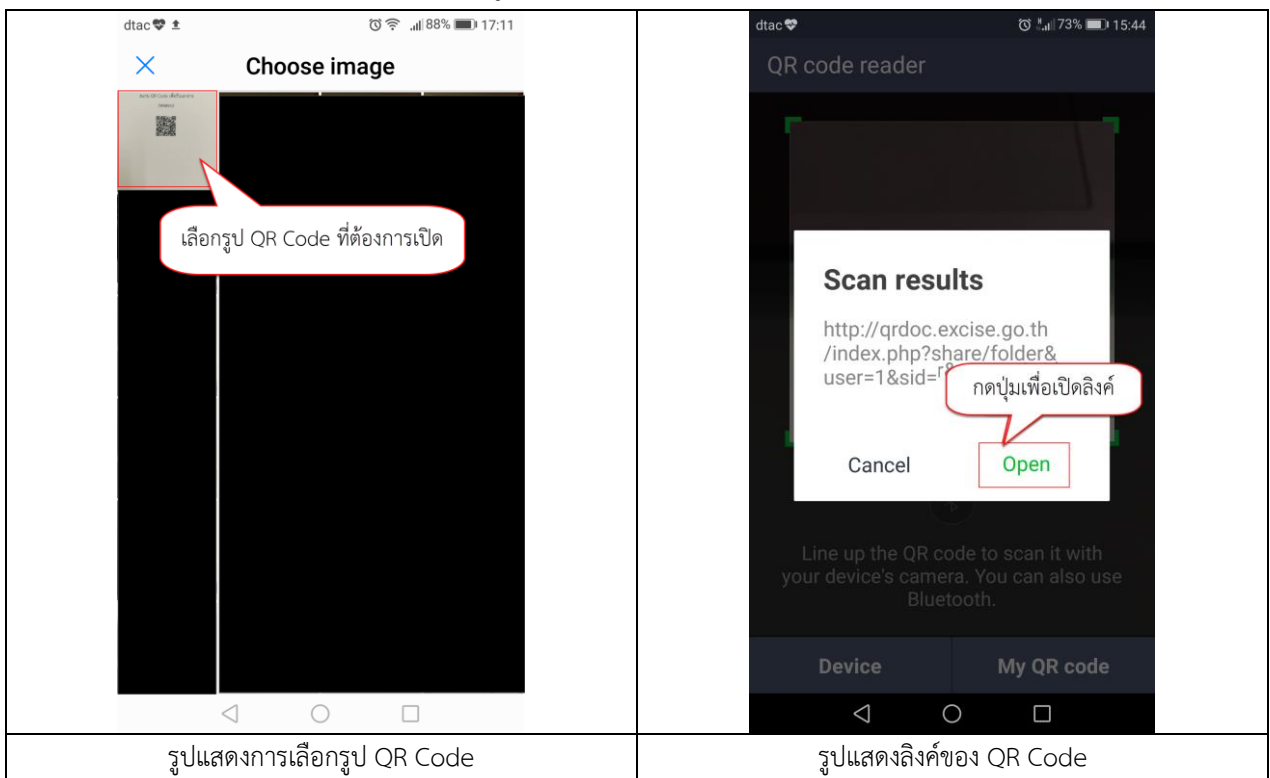 dtac 88% 17:11
Choose image
เลือกรูป QR Code ที่ต้องการเปิด
รูปแสดงการเลือกรูป QR Code
dtac 73% 15:44
QR code reader
Scan results
http://qrdoc.excise.go.th
/index.php?share/folder&
user=1&sid=
กดปุ่มเพื่อเปิดลิงค์
Cancel Open
Line up the QR code to scan it with
your device's camera. You can also use
Bluetooth.
Device My QR code
รูปแสดงลิงค์ของ QR Code